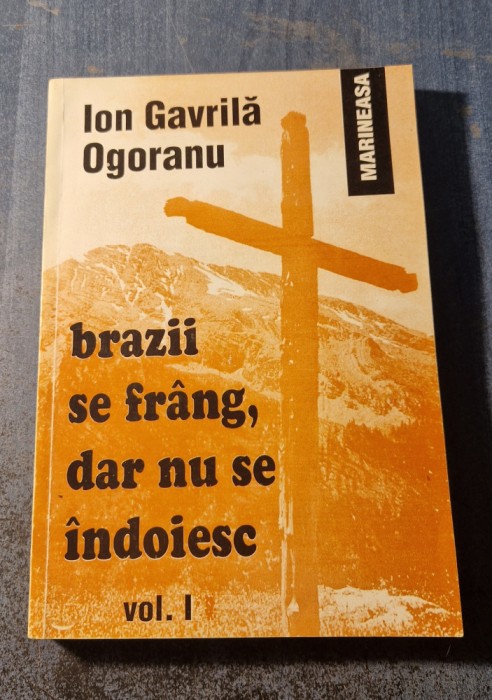 Ion Gavrilă
Ogoranu
MARINEASA
brazii
se frâng,
dar nu se
îndoiesc
vol. I